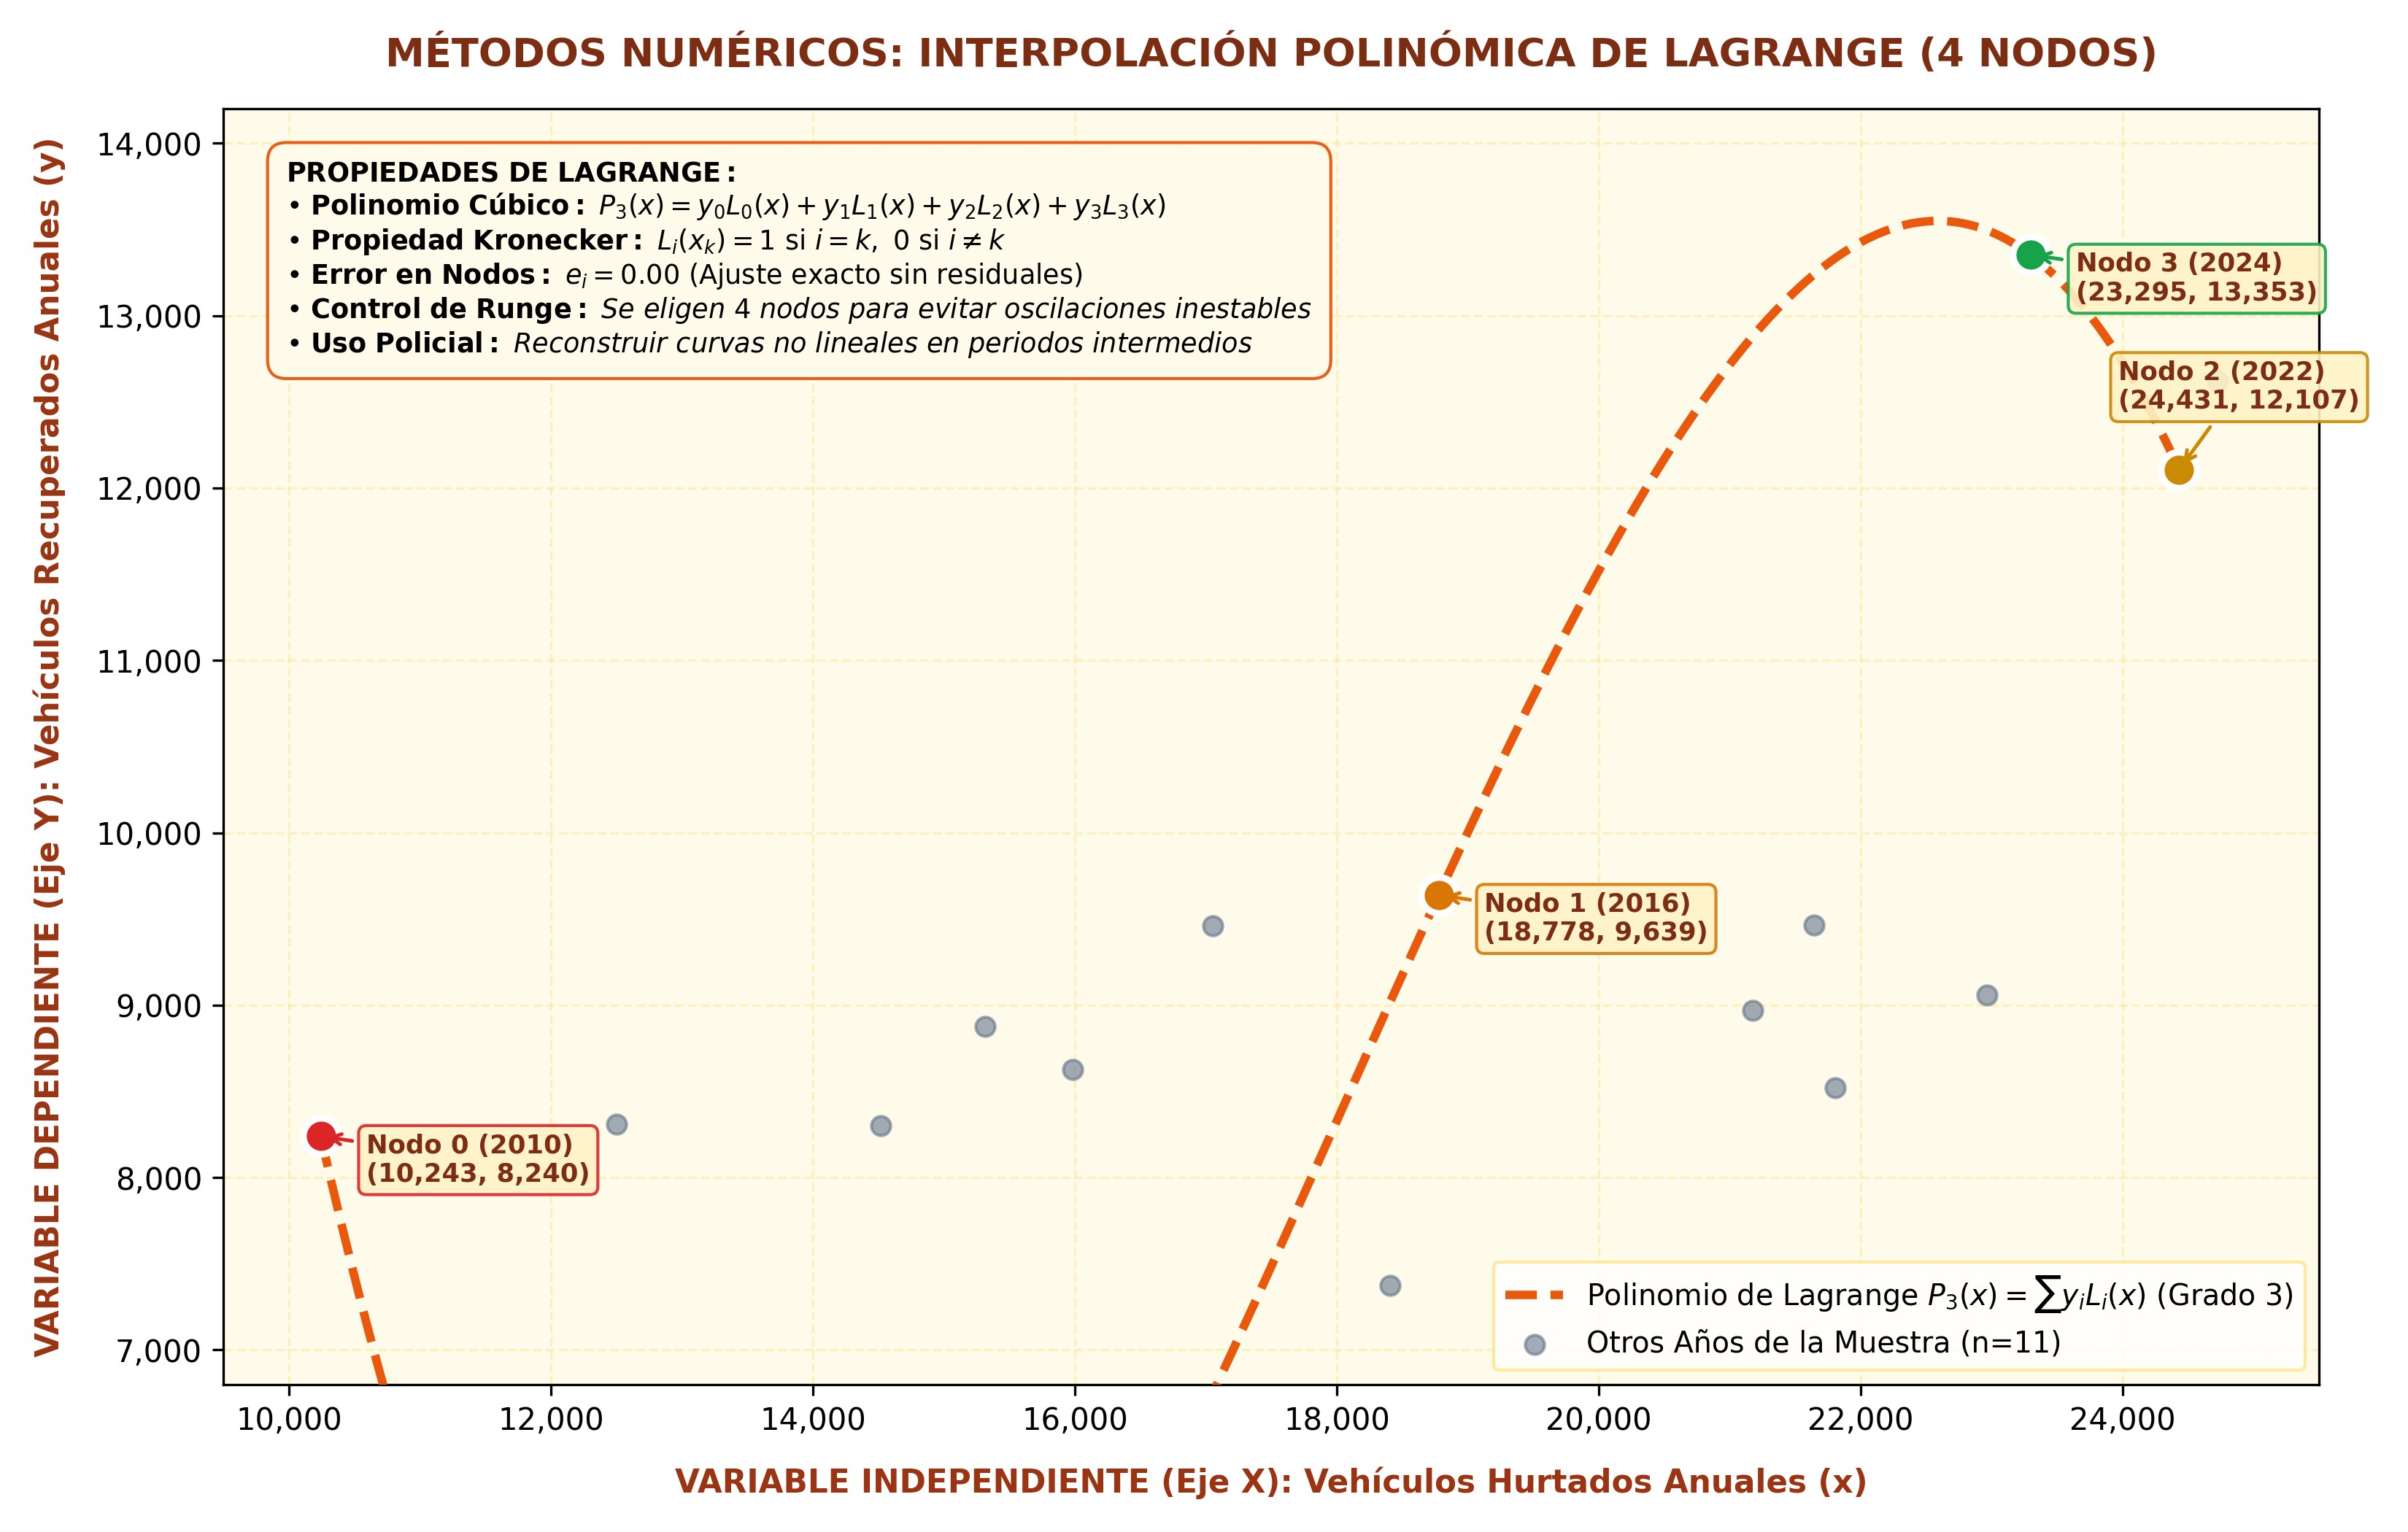 MÉTODOS NUMÉRICOS: INTERPOLACIÓN POLINÓMICA DE LAGRANGE (4 NODOS)
VARIABLE DEPENDIENTE (Eje Y): Vehículos Recuperados Anuales (y)
14,000
13,000
12,000
11,000
10,000
9,000
8,000
7,000
PROPIEDADES DE LAGRANGE:
• Polinomio Cúbico: P₃(x) = y₀L₀(x) + y₁L₁(x) + y₂L₂(x) + y₃L₃(x)
• Propiedad Kronecker: Lᵢ(xₖ) = 1 si i = k, 0 si i ≠ k
• Error en Nodos: eᵢ = 0.00 (Ajuste exacto sin residuales)
• Control de Runge: Se eligen 4 nodos para evitar oscilaciones inestables
• Uso Policial: Reconstruir curvas no lineales en periodos intermedios
Nodo 3 (2024)
(23,295, 13,353)
Nodo 2 (2022)
(24,431, 12,107)
Nodo 1 (2016)
(18,778, 9,639)
Nodo 0 (2010)
(10,243, 8,240)
Polinomio de Lagrange P₃(x) = ∑yᵢLᵢ(x) (Grado 3)
Otros Años de la Muestra (n=11)
10,000 12,000 14,000 16,000 18,000 20,000 22,000 24,000
VARIABLE INDEPENDIENTE (Eje X): Vehículos Hurtados Anuales (x)